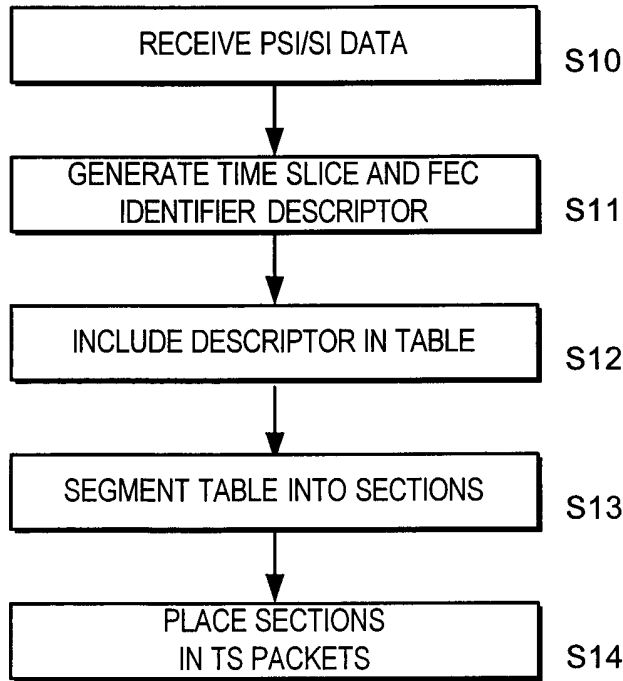 RECEIVE PSI/SI DATA
S10
GENERATE TIME SLICE AND FEC
IDENTIFIER DESCRIPTOR
S11
INCLUDE DESCRIPTOR IN TABLE
S12
SEGMENT TABLE INTO SECTIONS
S13
PLACE SECTIONS
IN TS PACKETS
S14